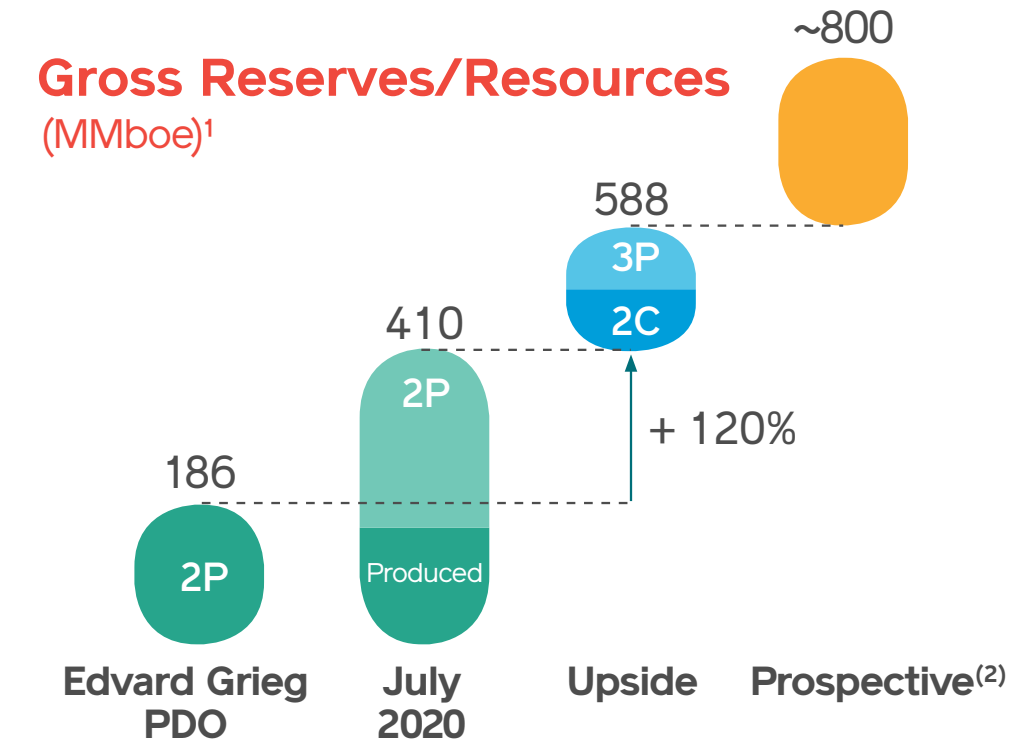 ~800
Gross Reserves/Resources
(MMboe)¹
588
3P
2C
410
2P
+ 120%
186
2P
Produced
Edvard Grieg
PDO
July
2020
Upside
Prospective⁽²⁾